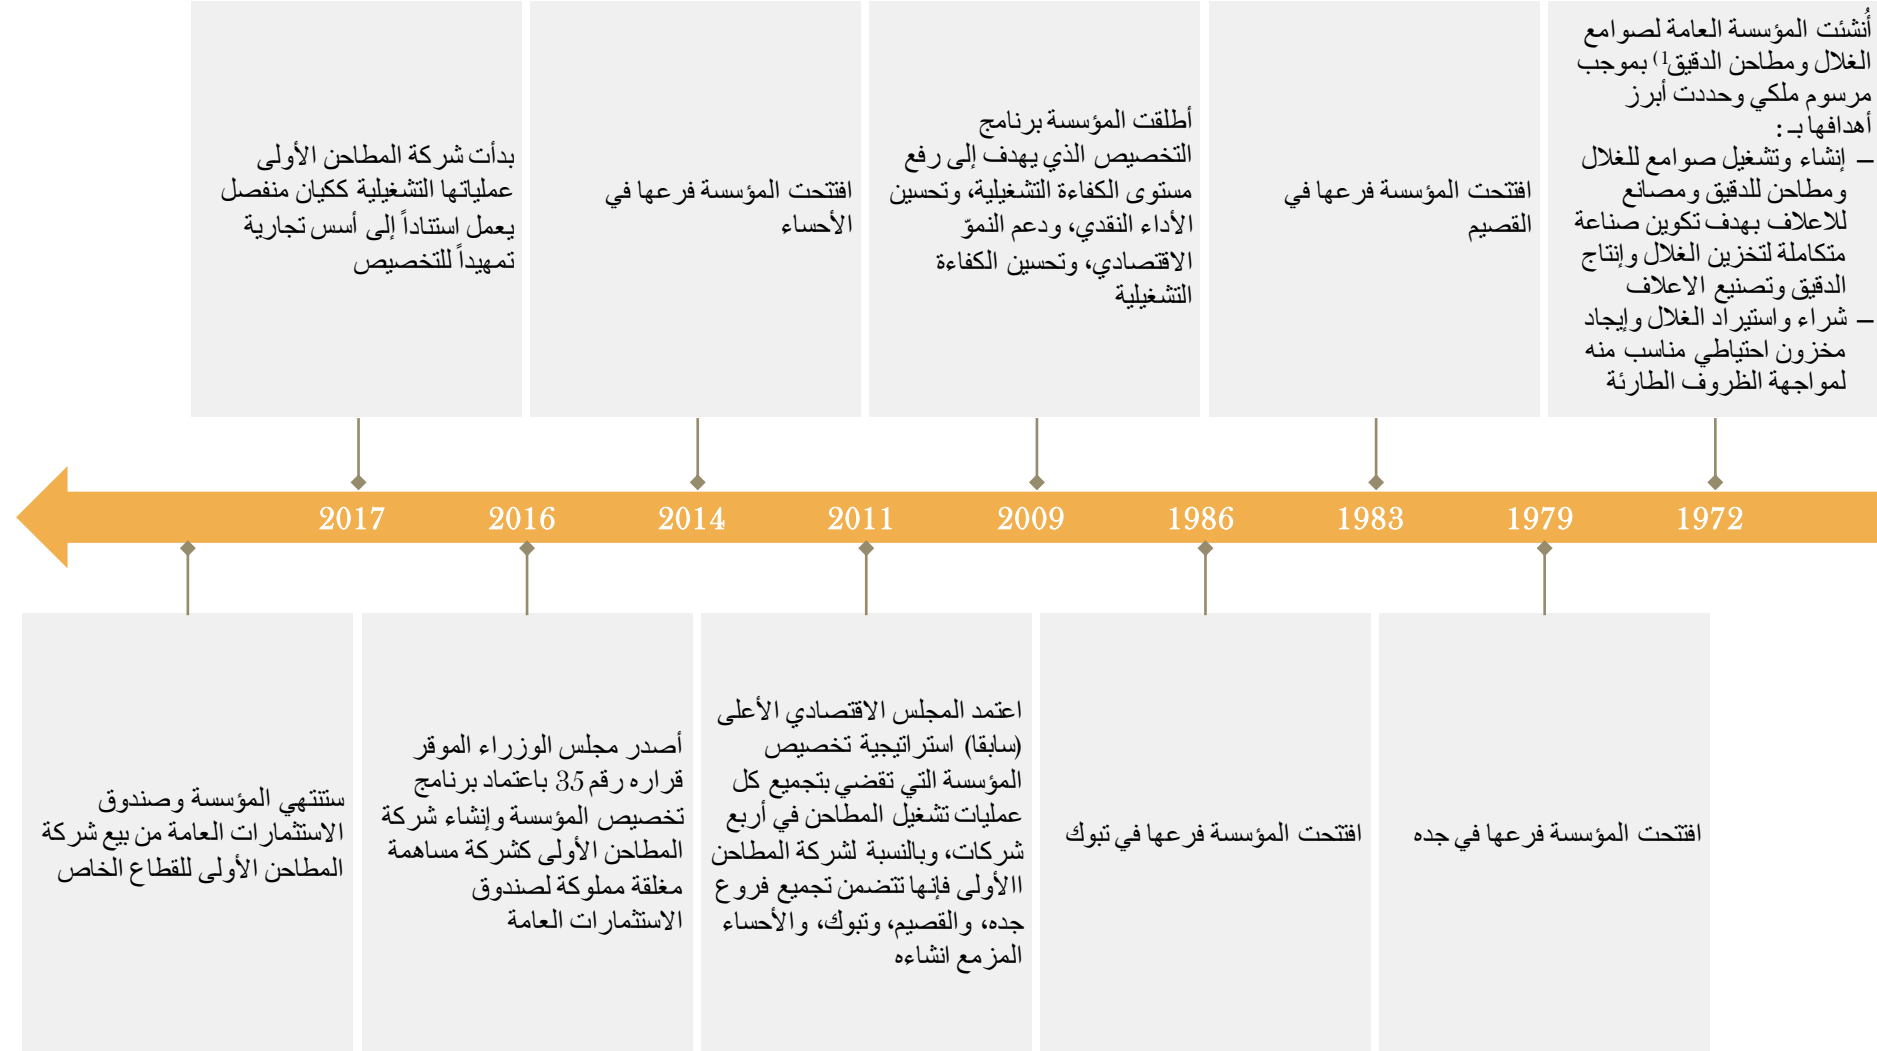 أُنشئت المؤسسة العامة لصوامع
الغلال ومطاحن الدقيق1) بموجب
مرسوم ملكي وحددت أبرز
أهدافها بـ :
– إنشاء وتشغيل صوامع للغلال
ومطاحن للدقيق ومصانع
للاعلاف بهدف تكوين صناعة
متكاملة لتخزين الغلال وإنتاج
الدقيق وتصنيع الاعلاف
– شراء واستيراد الغلال وإيجاد
مخزون احتياطي مناسب منه
لمواجهة الظروف الطارئة
افتتحت المؤسسة فرعها في
القصيم
أطلقت المؤسسة برنامج
التخصيص الذي يهدف إلى رفع
مستوى الكفاءة التشغيلية، وتحسين
الأداء النقدي، ودعم النموّ
الاقتصادي، وتحسين الكفاءة
التشغيلية
افتتحت المؤسسة فرعها في
الأحساء
بدأت شركة المطاحن الأولى
عملياتها التشغيلية ككيان منفصل
يعمل استناداً إلى أسس تجارية
تمهيداً للتخصيص
1972
1979
1983
1986
2009
2011
2014
2016
2017
افتتحت المؤسسة فرعها في جده
افتتحت المؤسسة فرعها في تبوك
اعتمد المجلس الاقتصادي الأعلى
(سابقا) استراتيجية تخصيص
المؤسسة التي تقضي بتجميع كل
عمليات تشغيل المطاحن في أربع
شركات، وبالنسبة لشركة المطاحن
االأولى فإنها تتضمن تجميع فروع
جده، والقصيم، وتبوك، والأحساء
المزمع انشاءه
أصدر مجلس الوزراء الموقر
قراره رقم 35 باعتماد برنامج
تخصيص المؤسسة وإنشاء شركة
المطاحن الأولى كشركة مساهمة
مغلقة مملوكة لصندوق
الاستثمارات العامة
ستنتهي المؤسسة وصندوق
الاستثمارات العامة من بيع شركة
المطاحن الأولى للقطاع الخاص